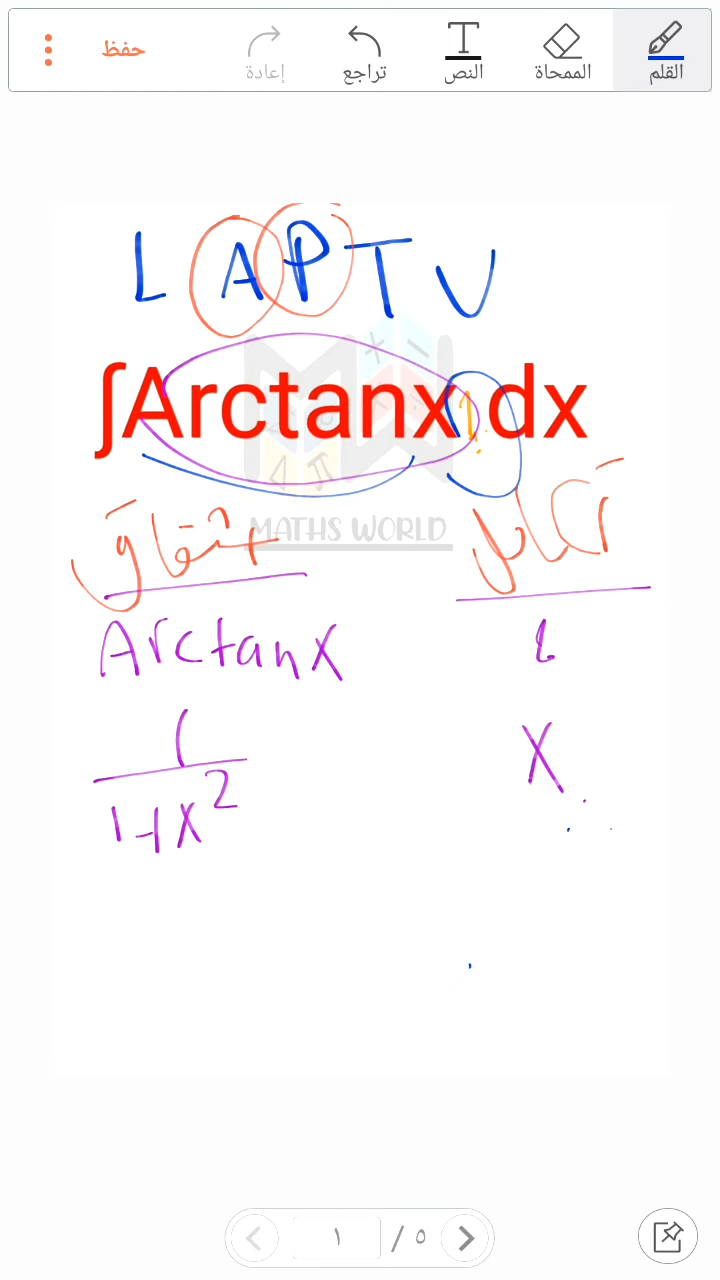 حفظ إعادة تراجع النص الممحاة القلم
L A P T U
∫Arctanx 1 dx
MATHS WORLD
اشتقاق تكامل
Arctanx 1
1/(1+x²) x
١ / ٥